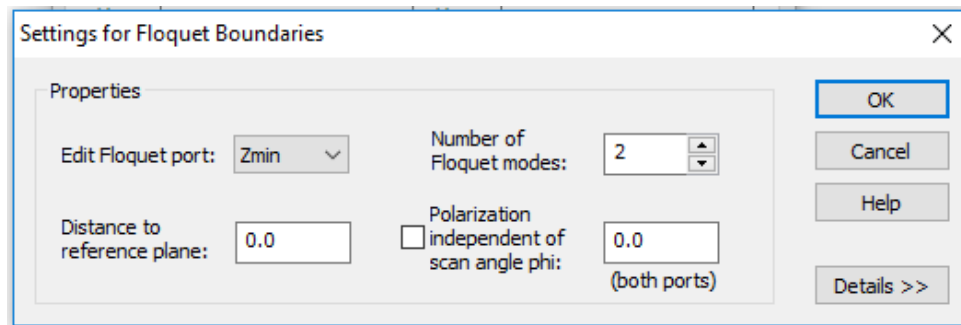 Settings for Floquet Boundaries
Properties
Edit Floquet port:
Zmin
Number of
Floquet modes:
2
Distance to
reference plane:
0.0
Polarization
independent of
scan angle phi:
0.0
(both ports)
OK
Cancel
Help
Details >>